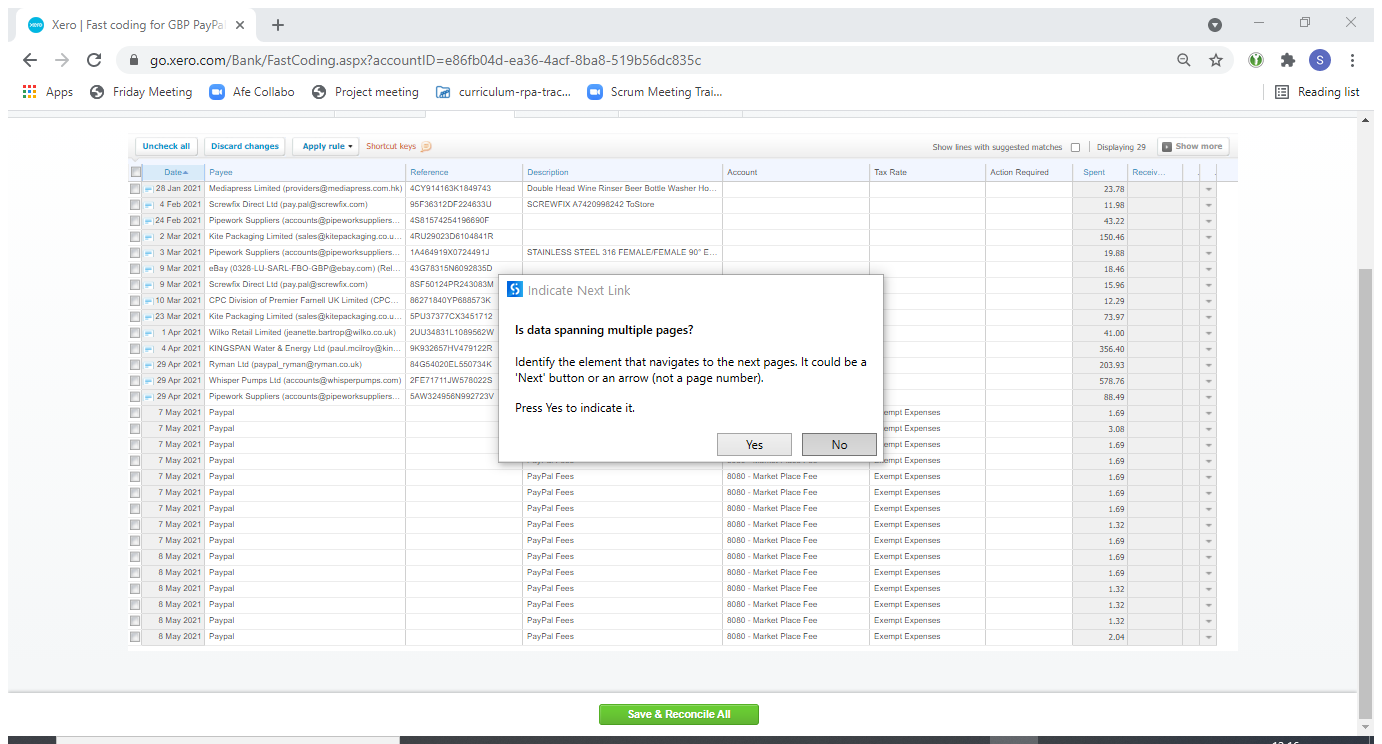 Xero | Fast coding for GBP PayPa
go.xero.com/Bank/FastCoding.aspx?accountID=e86fb04d-ea36-4acf-8ba8-519b56dc835c S
Apps Friday Meeting Afe Collabo Project meeting curriculum-rpa-trac... Scrum Meeting Trai... Reading list
Uncheck all Discard changes Apply rule Shortcut keys Show lines with suggested matches Displaying 29 Show more
Date Payee Reference Description Account Tax Rate Action Required Spent Receiv...
28 Jan 2021 Mediapress Limited (providers@mediapress.com.hk) 4CY914163K1849743 Double Head Wine Rinser Beer Bottle Washer Ho... 23.78
4 Feb 2021 Screwfix Direct Ltd (pay.pal@screwfix.com) 95F36312DF224633U SCREWFIX A7420998242 ToStore 11.98
24 Feb 2021 Pipework Suppliers (accounts@pipeworksuppliers... 4S81574254196690F 43.22
2 Mar 2021 Kite Packaging Limited (sales@kitepackaging.co.u... 4RU29023D6104841R 150.46
3 Mar 2021 Pipework Suppliers (accounts@pipeworksuppliers... 1A464919X0724491J STAINLESS STEEL 316 FEMALE/FEMALE 90° E... 19.88
9 Mar 2021 eBay (0328-LU-SARL-FBO-GBP@ebay.com) (Rel... 43G78315N6092835D 18.46
9 Mar 2021 Screwfix Direct Ltd (pay.pal@screwfix.com) 8SF50124PR243083M 15.96
10 Mar 2021 CPC Division of Premier Farnell UK Limited (CPC... 86271840YP688573K 12.29
23 Mar 2021 Kite Packaging Limited (sales@kitepackaging.co.u... 5PU37377CX3451712 73.97
1 Apr 2021 Wilko Retail Limited (jeanette.bartrop@wilko.co.uk) 2UU34831L1089562W 41.00
4 Apr 2021 KINGSPAN Water & Energy Ltd (paul.mcilroy@kin... 9K932657HV479122R 356.40
29 Apr 2021 Ryman Ltd (paypal_ryman@ryman.co.uk) 84G54020EL550734K 203.93
29 Apr 2021 Whisper Pumps Ltd (accounts@whisperpumps.com) 2FE71711JW578022S 578.76
29 Apr 2021 Pipework Suppliers (accounts@pipeworksuppliers... 5AW324956N992723V 88.49
Indicate Next Link
Is data spanning multiple pages?
Identify the element that navigates to the next pages. It could be a
'Next' button or an arrow (not a page number).
Press Yes to indicate it.
Yes No
7 May 2021 Paypal empt Expenses 1.69
7 May 2021 Paypal empt Expenses 3.08
7 May 2021 Paypal empt Expenses 1.69
7 May 2021 Paypal empt Expenses 1.69
7 May 2021 Paypal PayPal Fees 8080 - Market Place Fee Exempt Expenses 1.69
7 May 2021 Paypal PayPal Fees 8080 - Market Place Fee Exempt Expenses 1.69
7 May 2021 Paypal PayPal Fees 8080 - Market Place Fee Exempt Expenses 1.69
7 May 2021 Paypal PayPal Fees 8080 - Market Place Fee Exempt Expenses 1.32
7 May 2021 Paypal PayPal Fees 8080 - Market Place Fee Exempt Expenses 1.69
8 May 2021 Paypal PayPal Fees 8080 - Market Place Fee Exempt Expenses 1.69
8 May 2021 Paypal PayPal Fees 8080 - Market Place Fee Exempt Expenses 1.69
8 May 2021 Paypal PayPal Fees 8080 - Market Place Fee Exempt Expenses 1.32
8 May 2021 Paypal PayPal Fees 8080 - Market Place Fee Exempt Expenses 1.32
8 May 2021 Paypal PayPal Fees 8080 - Market Place Fee Exempt Expenses 1.32
8 May 2021 Paypal PayPal Fees 8080 - Market Place Fee Exempt Expenses 2.04
Save & Reconcile All